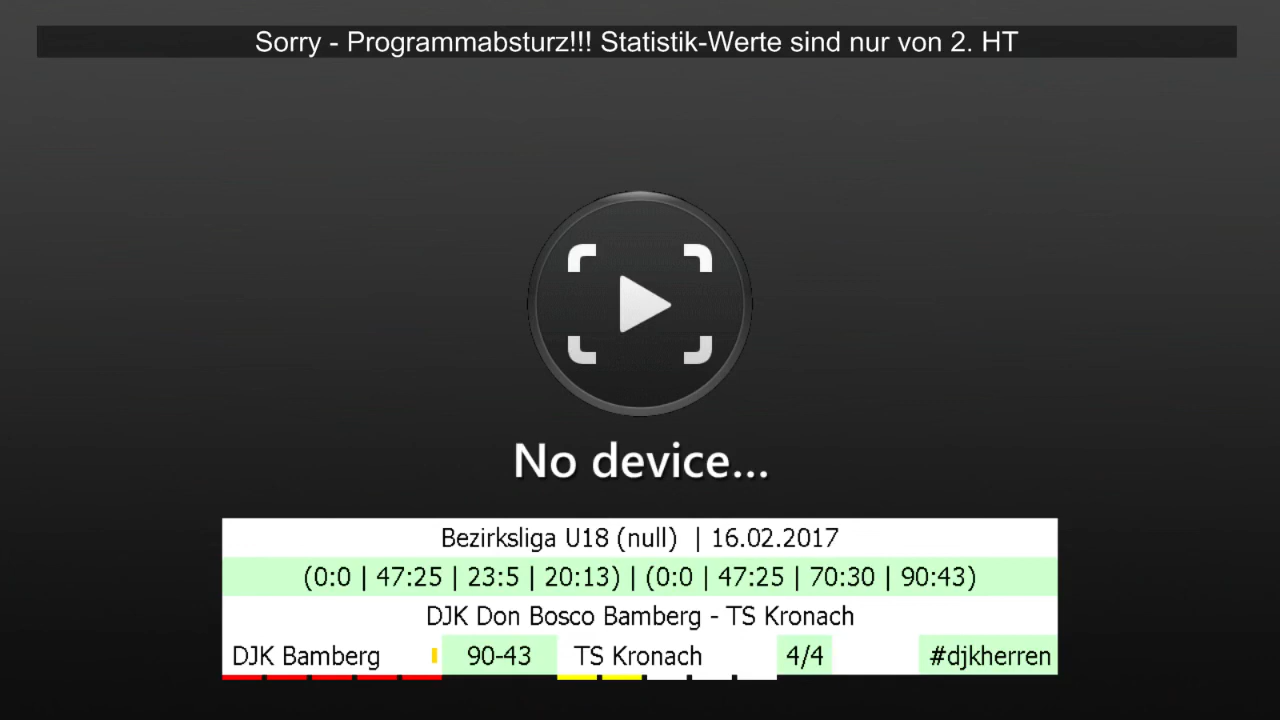 Sorry - Programmabsturz!!! Statistik-Werte sind nur von 2. HT
No device...
Bezirksliga U18 (null) | 16.02.2017
(0:0 | 47:25 | 23:5 | 20:13) | (0:0 | 47:25 | 70:30 | 90:43)
DJK Don Bosco Bamberg - TS Kronach
DJK Bamberg 90-43 TS Kronach 4/4 #djkherren